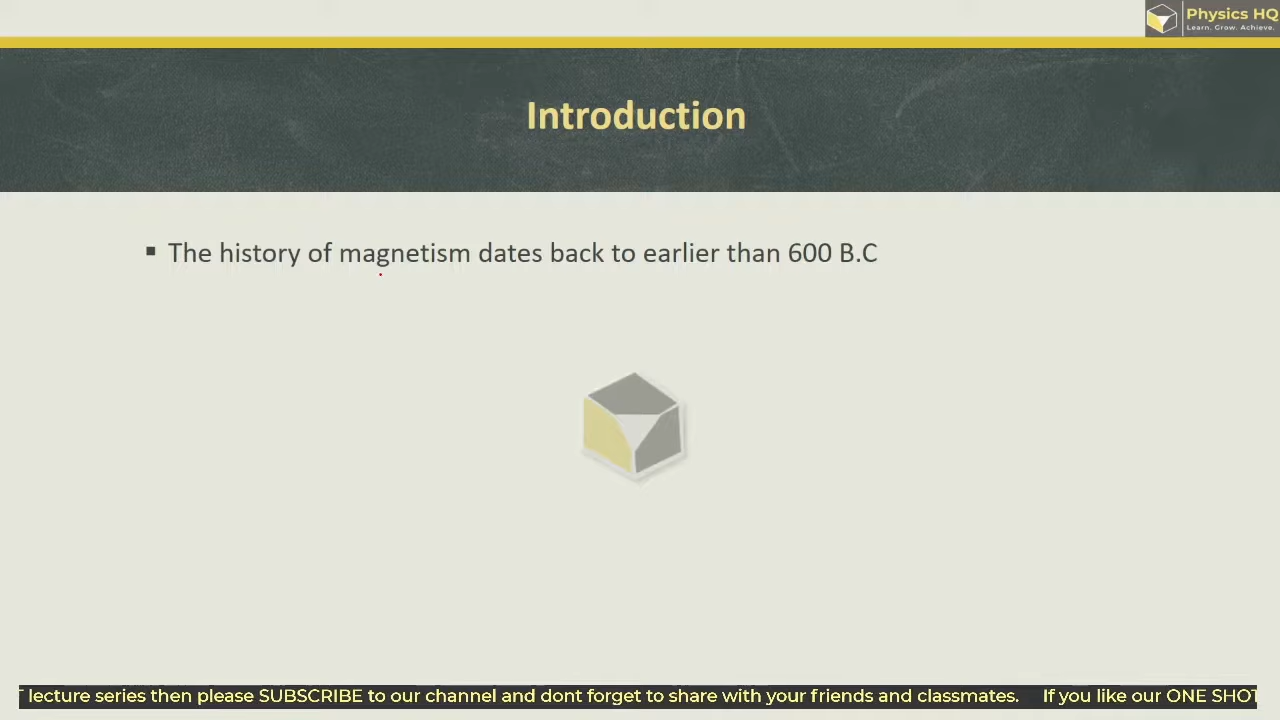 Physics HQ
Learn. Grow. Achieve.
Introduction
▪ The history of magnetism dates back to earlier than 600 B.C
lecture series then please SUBSCRIBE to our channel and dont forget to share with your friends and classmates. If you like our ONE SHOT